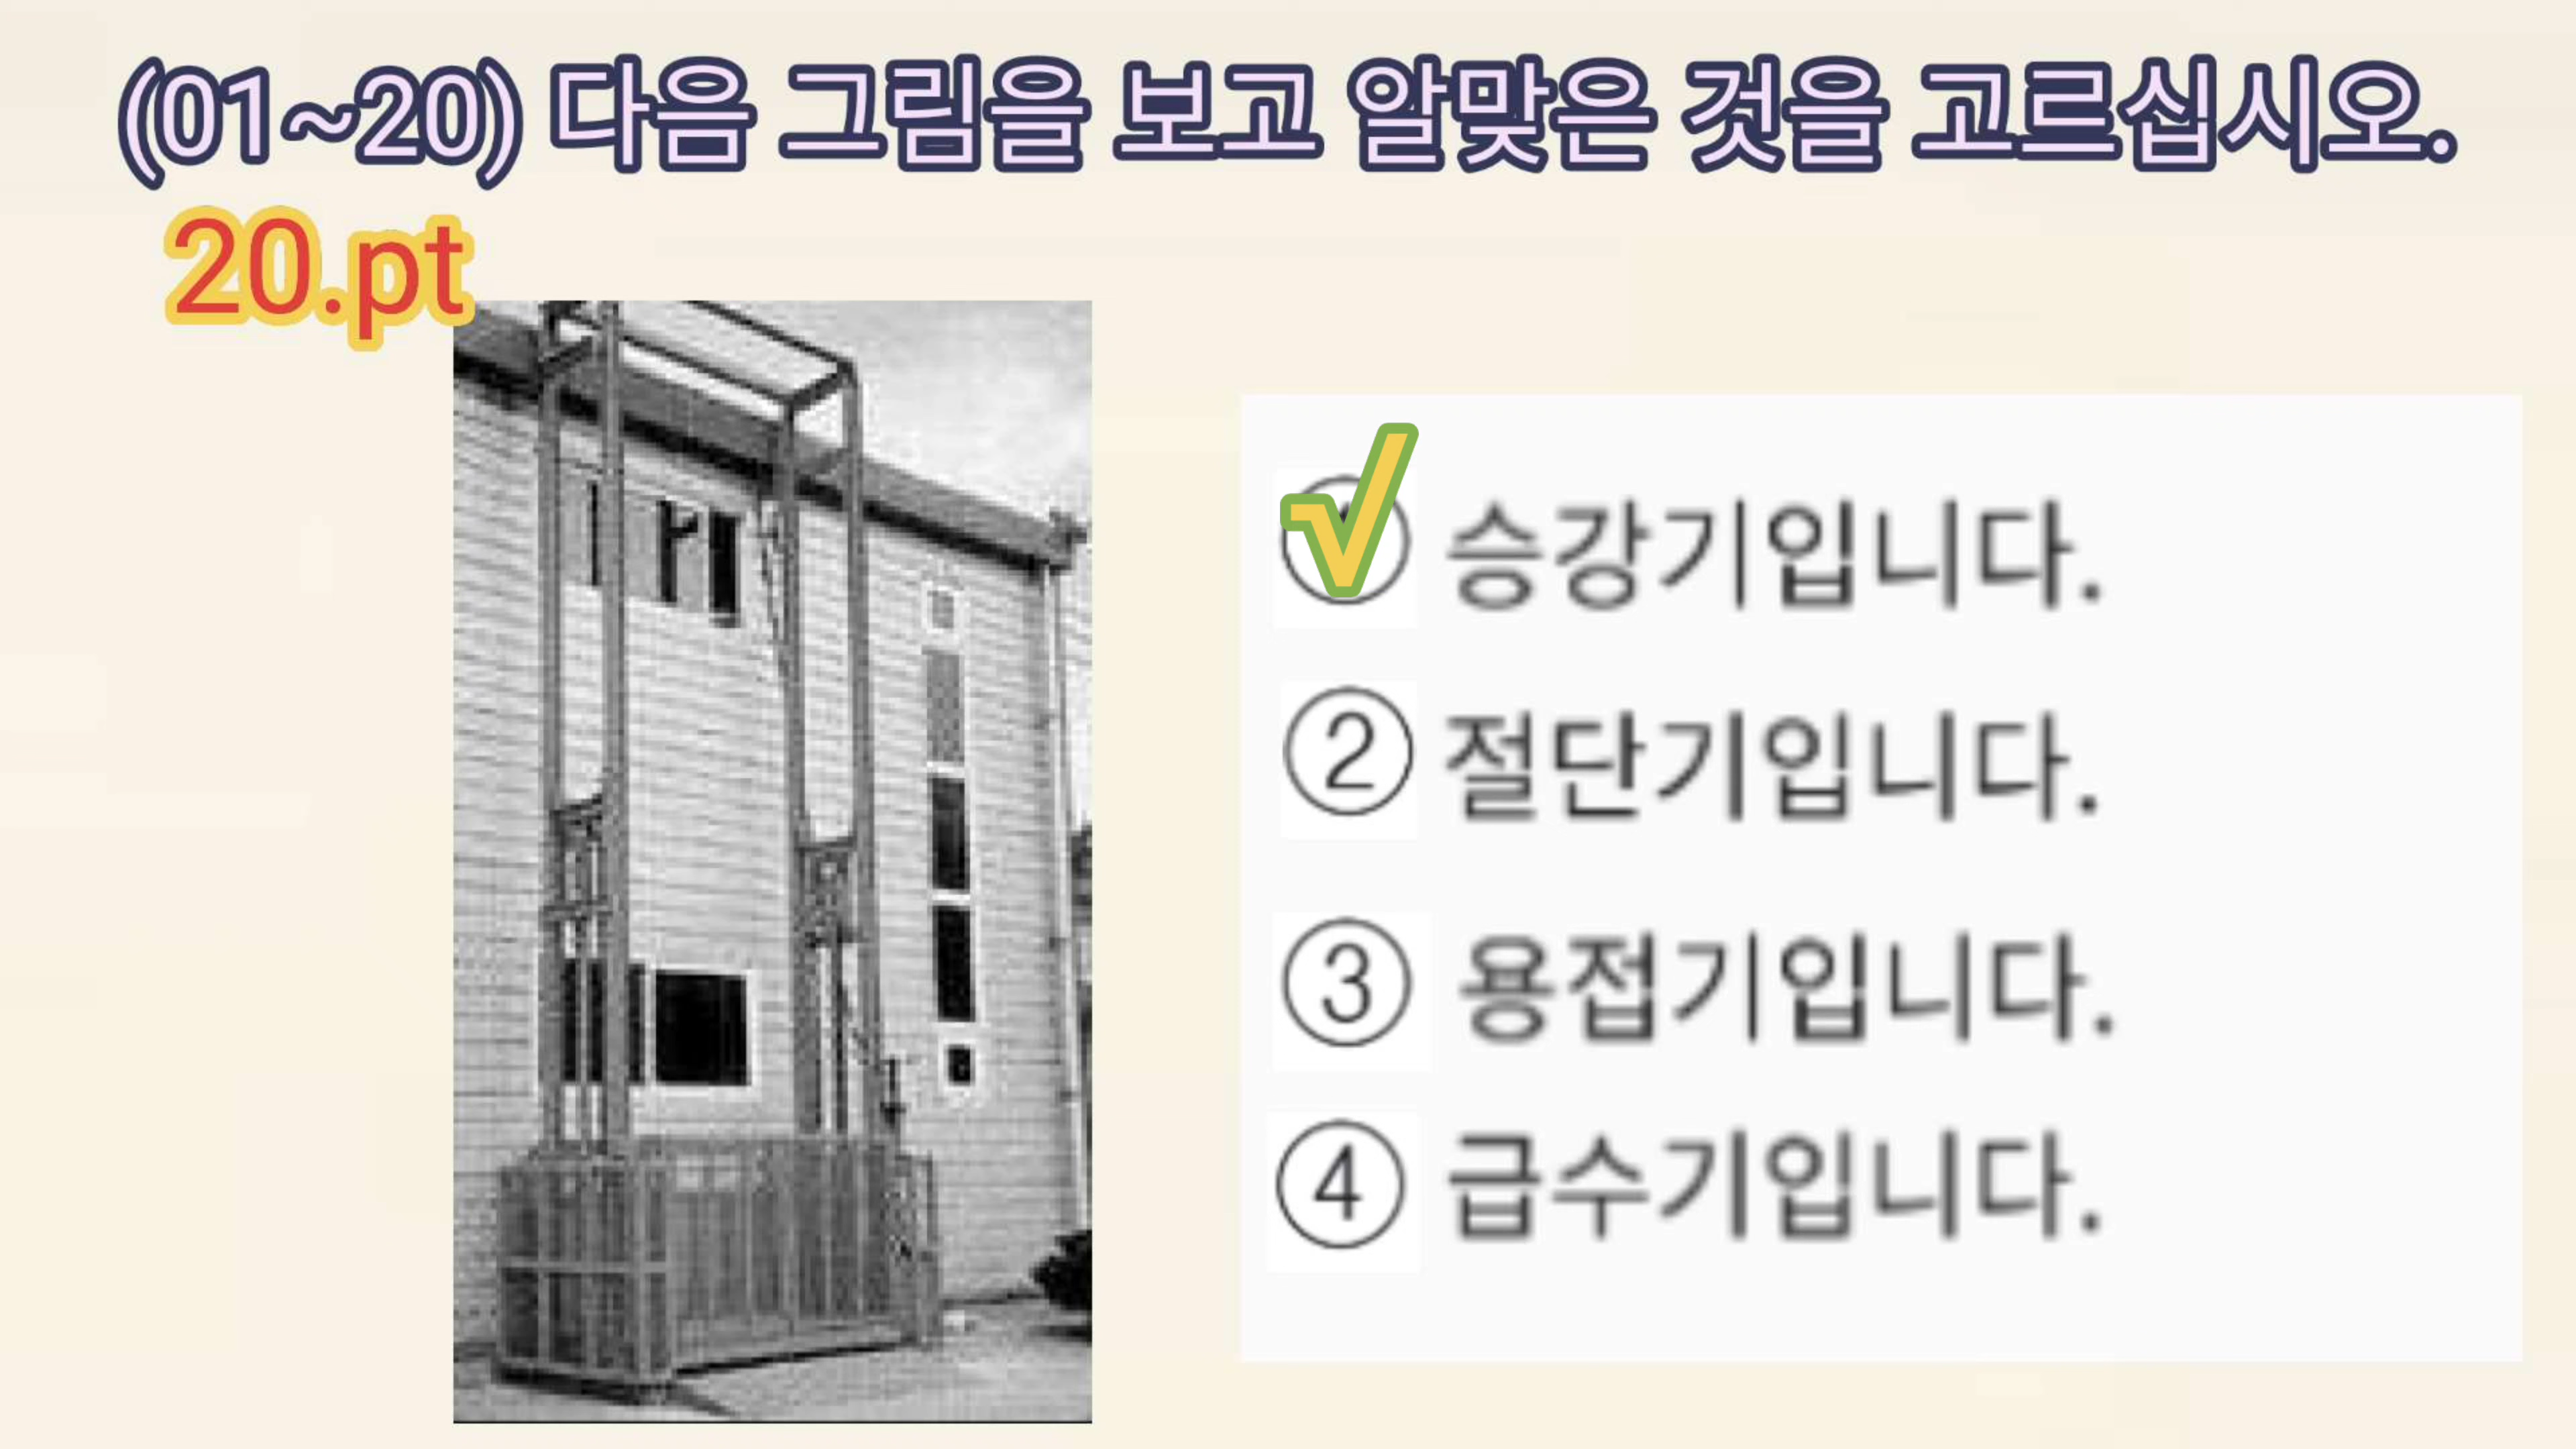 (01~20) 다음 그림을 보고 알맞은 것을 고르십시오.
20.pt
승강기입니다.
② 절단기입니다.
③ 용접기입니다.
④ 급수기입니다.